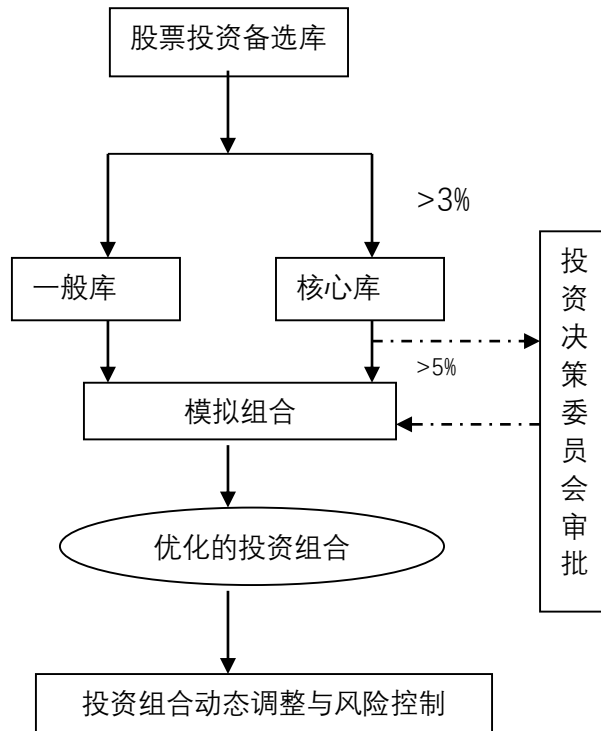 股票投资备选库
>3%
一般库
核心库
投资决策委员会审批
>5%
模拟组合
优化的投资组合
投资组合动态调整与风险控制